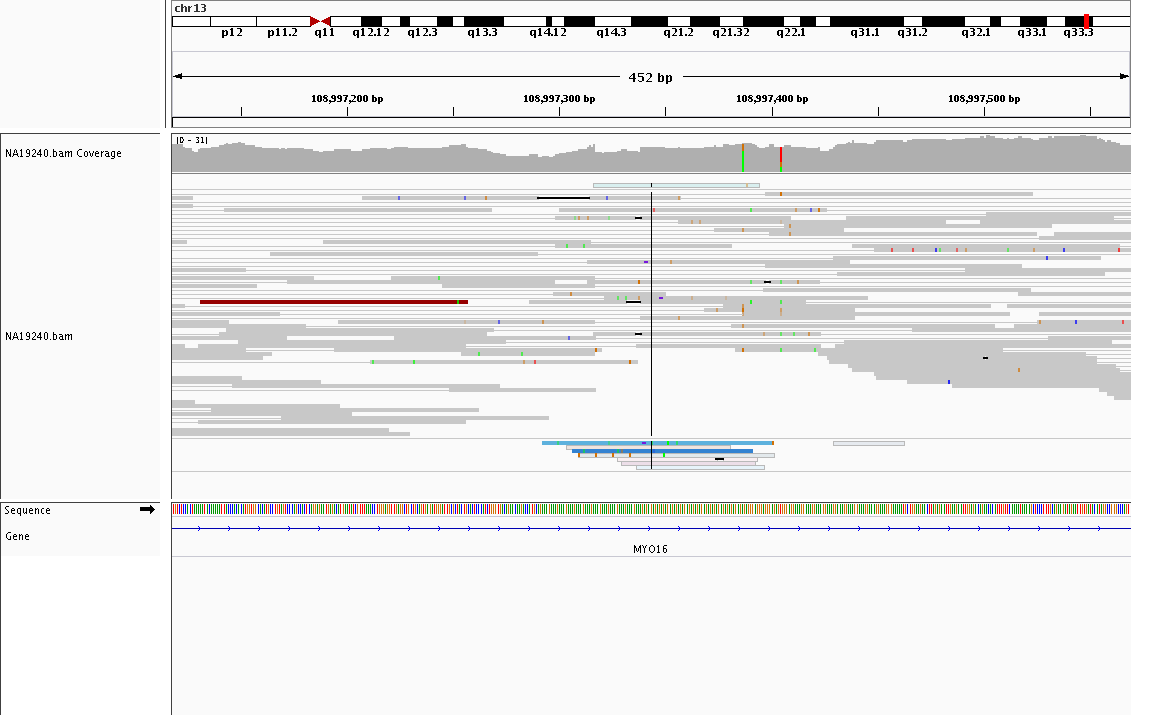 chr13
p12 p11.2 q11 q12.12 q12.3 q13.3 q14.12 q14.3 q21.2 q21.32 q22.1 q31.1 q31.2 q32.1 q33.1 q33.3
452 bp
108,997,200 bp 108,997,300 bp 108,997,400 bp 108,997,500 bp
[0 - 31]
NA19240.bam Coverage
NA19240.bam
Sequence
Gene
MYO16